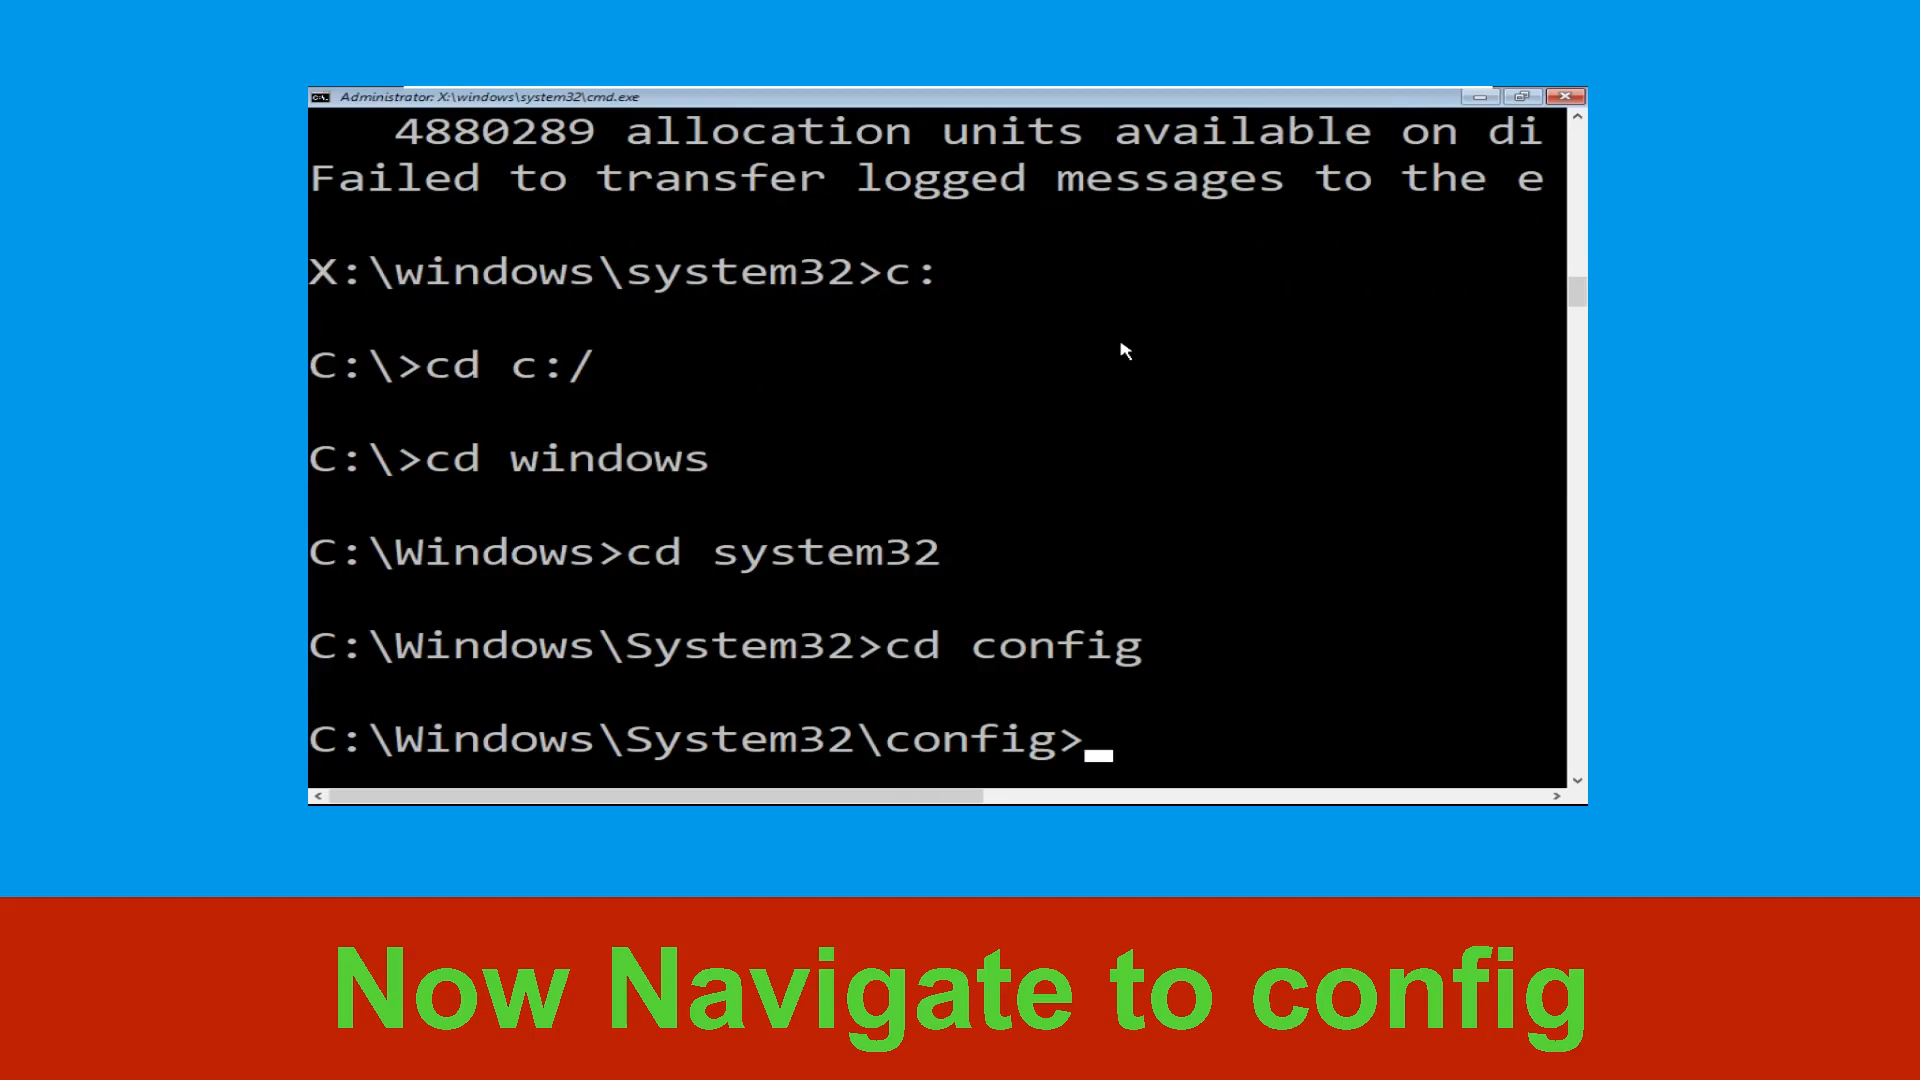 Administrator: X:\windows\system32\cmd.exe
4880289 allocation units available on di
Failed to transfer logged messages to the e
X:\windows\system32>c:
C:\>cd c:/
C:\>cd windows
C:\Windows>cd system32
C:\Windows\System32>cd config
C:\Windows\System32\config>
Now Navigate to config